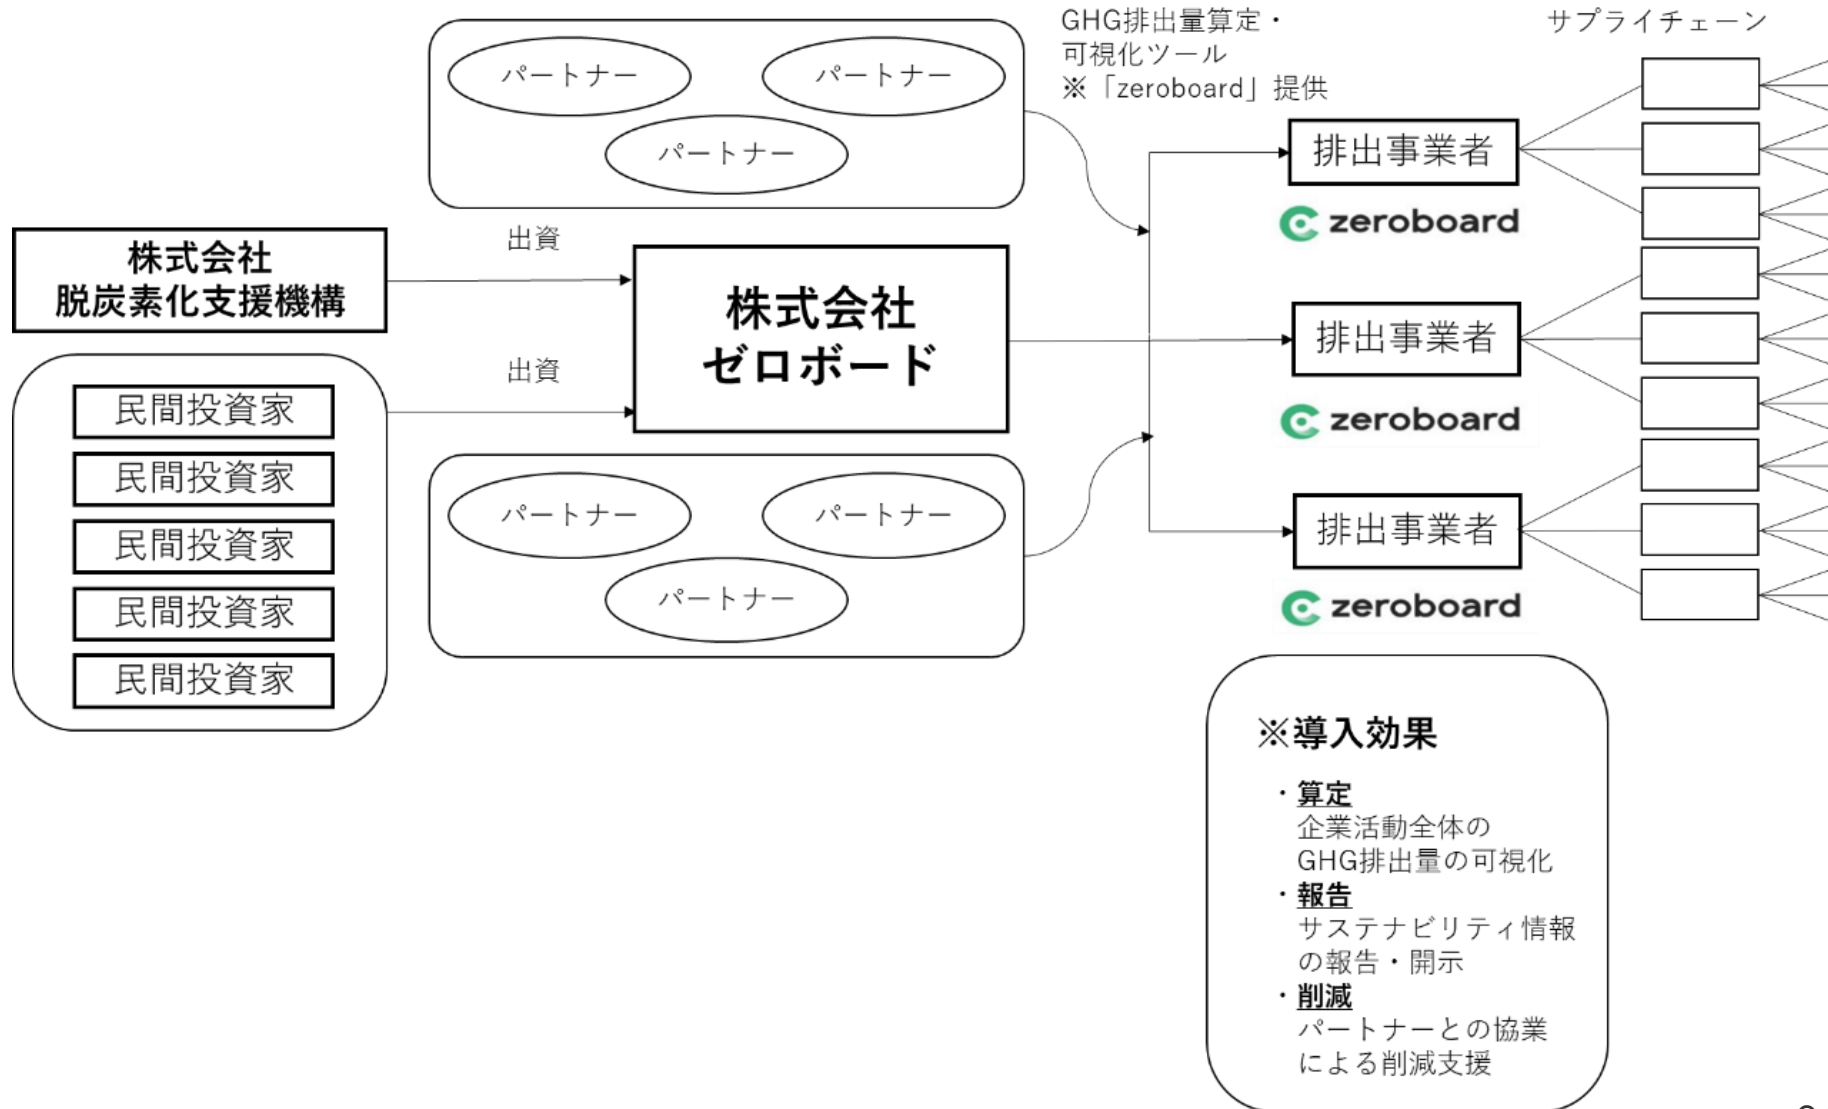 GHG排出量算定・
可視化ツール
※「zeroboard」提供
サプライチェーン
パートナー
パートナー
パートナー
排出事業者
zeroboard
株式会社
脱炭素化支援機構
出資
株式会社
ゼロボード
排出事業者
zeroboard
出資
民間投資家
民間投資家
民間投資家
民間投資家
民間投資家
パートナー
パートナー
パートナー
排出事業者
zeroboard
※導入効果
・算定
企業活動全体の
GHG排出量の可視化
・報告
サステナビリティ情報
の報告・開示
・削減
パートナーとの協業
による削減支援